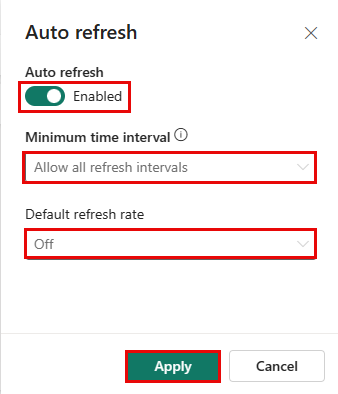 Auto refresh
Auto refresh
Enabled
Minimum time interval
Allow all refresh intervals
Default refresh rate
Off
Apply Cancel